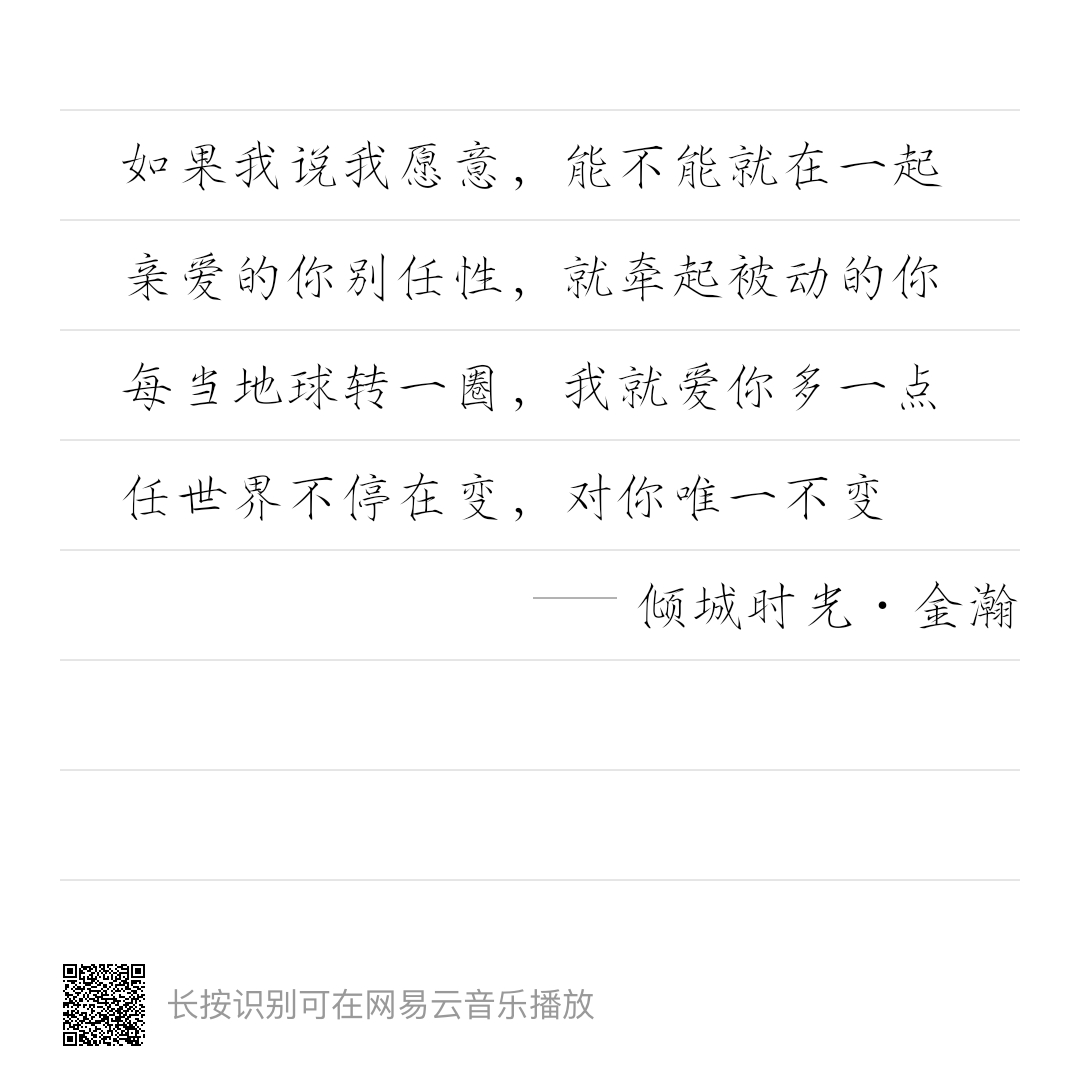 如果我说我愿意，能不能就在一起
亲爱的你别任性，就牵起被动的你
每当地球转一圈，我就爱你多一点
任世界不停在变，对你唯一不变
—— 倾城时光·金瀚
长按识别可在网易云音乐播放